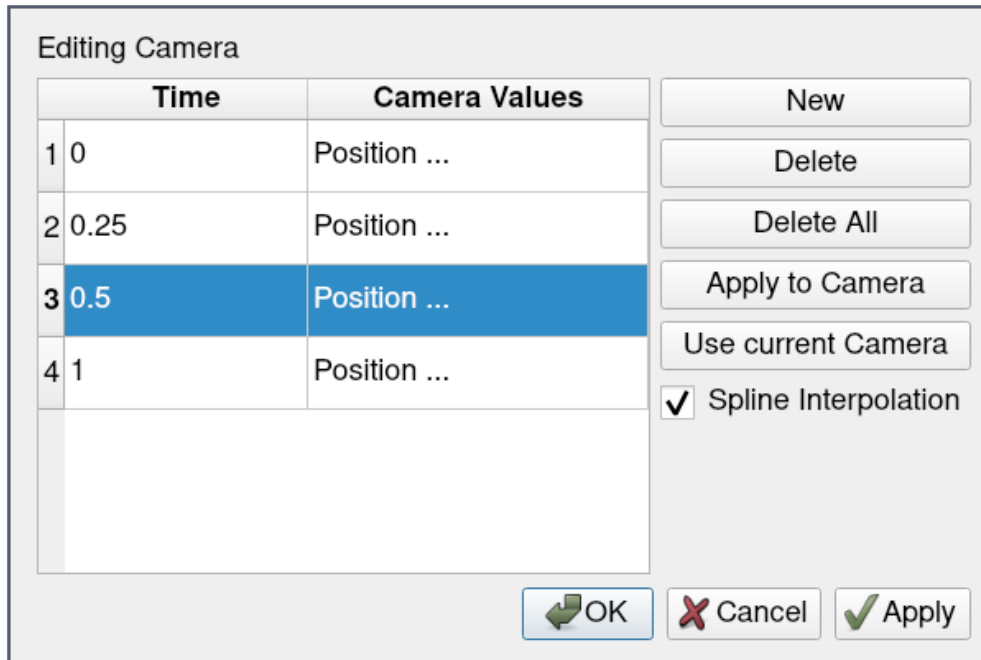 Editing Camera
Time Camera Values
1 0 Position ...
2 0.25 Position ...
3 0.5 Position ...
4 1 Position ...
New
Delete
Delete All
Apply to Camera
Use current Camera
Spline Interpolation
OK Cancel Apply